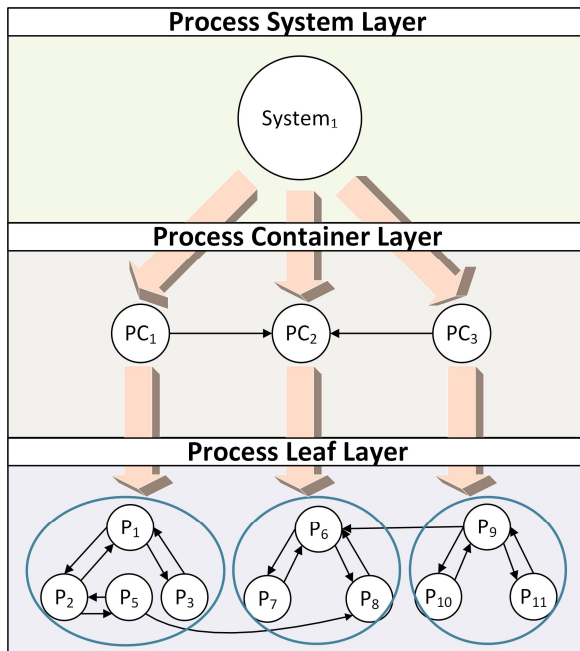 Process System Layer
System₁
Process Container Layer
PC₁ PC₂ PC₃
Process Leaf Layer
P₁ P₆ P₉
P₂ P₅ P₃ P₇ P₈ P₁₀ P₁₁